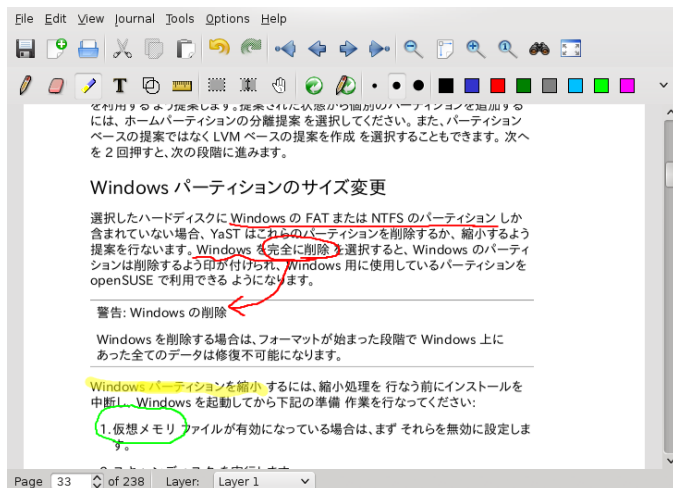 File Edit View Journal Tools Options Help
T
を利用するよう提案します。提案された状態から個別のパーティションを追加する
には、ホームパーティションの分離提案 を選択してください。また、パーティション
ベースの提案ではなく LVM ベースの提案を作成 を選択することもできます。次へ
を 2 回押すと、次の段階に進みます。
Windows パーティションのサイズ変更
選択したハードディスクに Windows の FAT または NTFS のパーティション しか
含まれていない場合、YaST はこれらのパーティションを削除するか、縮小するよう
提案を行ないます。Windows を完全に削除 を選択すると、Windows のパーティ
ションは削除するよう印が付けられ、Windows 用に使用しているパーティションを
openSUSE で利用できる ようになります。
警告: Windows の削除
Windows を削除する場合は、フォーマットが始まった段階で Windows 上に
あった全てのデータは修復不可能になります。
Windows パーティションを縮小 するには、縮小処理を 行なう前にインストールを
中断し、Windows を起動してから下記の準備 作業を行なってください:
1. 仮想メモリ ファイルが有効になっている場合は、まず それらを無効に設定しま
す。
Page 33 of 238 Layer: Layer 1